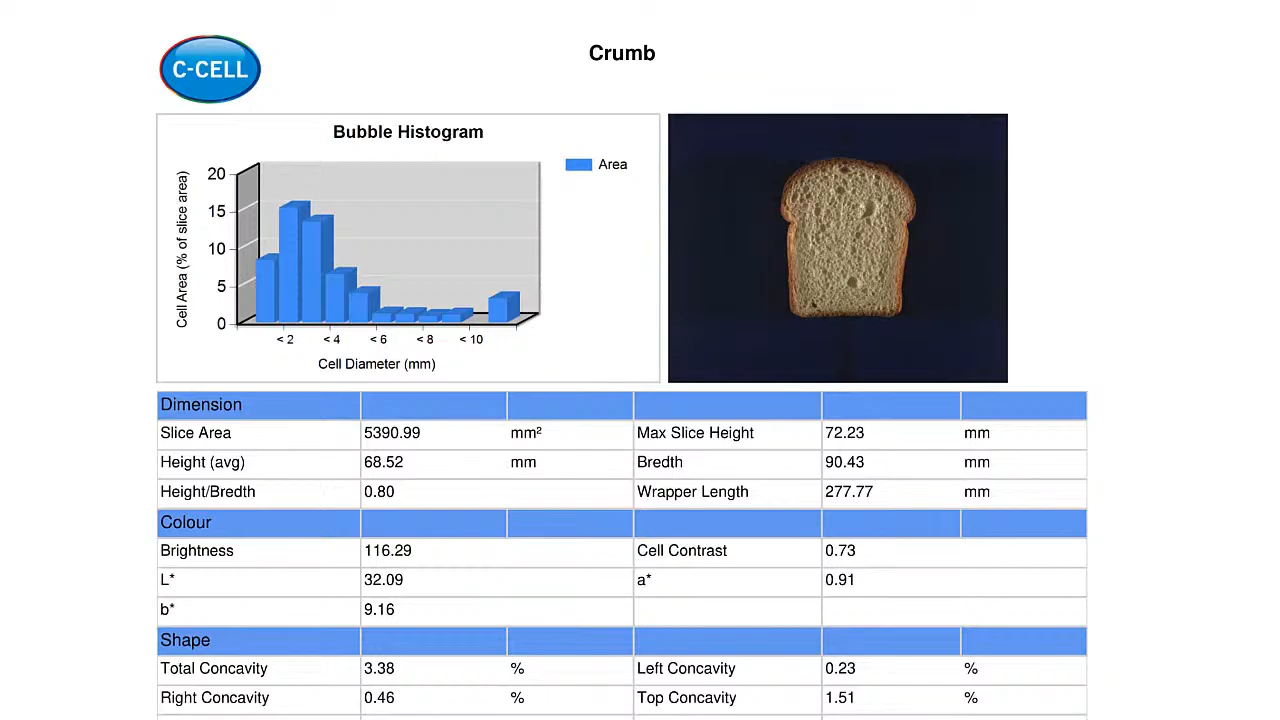 C-CELL
Crumb
Bubble Histogram
Area
Cell Area (% of slice area)
20
15
10
5
0
< 2 < 4 < 6 < 8 < 10
Cell Diameter (mm)
Dimension
Slice Area 5390.99 mm² Max Slice Height 72.23 mm
Height (avg) 68.52 mm Bredth 90.43 mm
Height/Bredth 0.80 Wrapper Length 277.77 mm
Colour
Brightness 116.29 Cell Contrast 0.73
L* 32.09 a* 0.91
b* 9.16
Shape
Total Concavity 3.38 % Left Concavity 0.23 %
Right Concavity 0.46 % Top Concavity 1.51 %